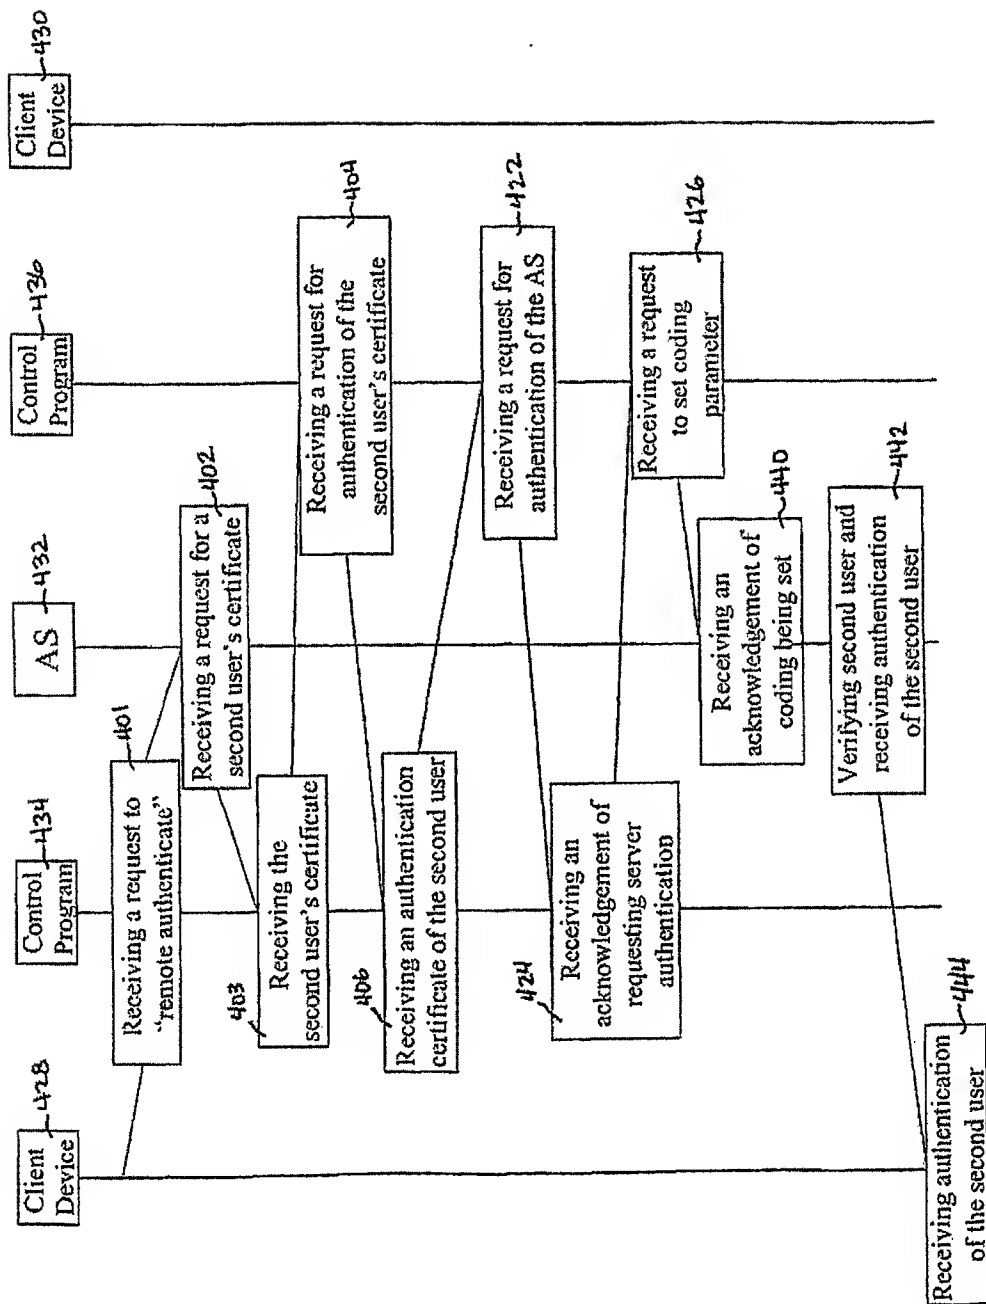 Client
Device
428
Control
Program
434
AS
432
Control
Program
436
Client
Device
430
Receiving a request to
“remote authenticate”
401
Receiving a request for a
second user's certificate
402
Receiving the
second user's certificate
403
Receiving a request for
authentication of the
second user's certificate
404
Receiving an authentication
certificate of the second user
406
Receiving a request for
authentication of the AS
422
Receiving an
acknowledgement of
requesting server
authentication
424
Receiving a request
to set coding
parameter
426
Receiving an
acknowledgement of
coding being set
440
Verifying second user and
receiving authentication
of the second user
442
Receiving authentication
of the second user
444